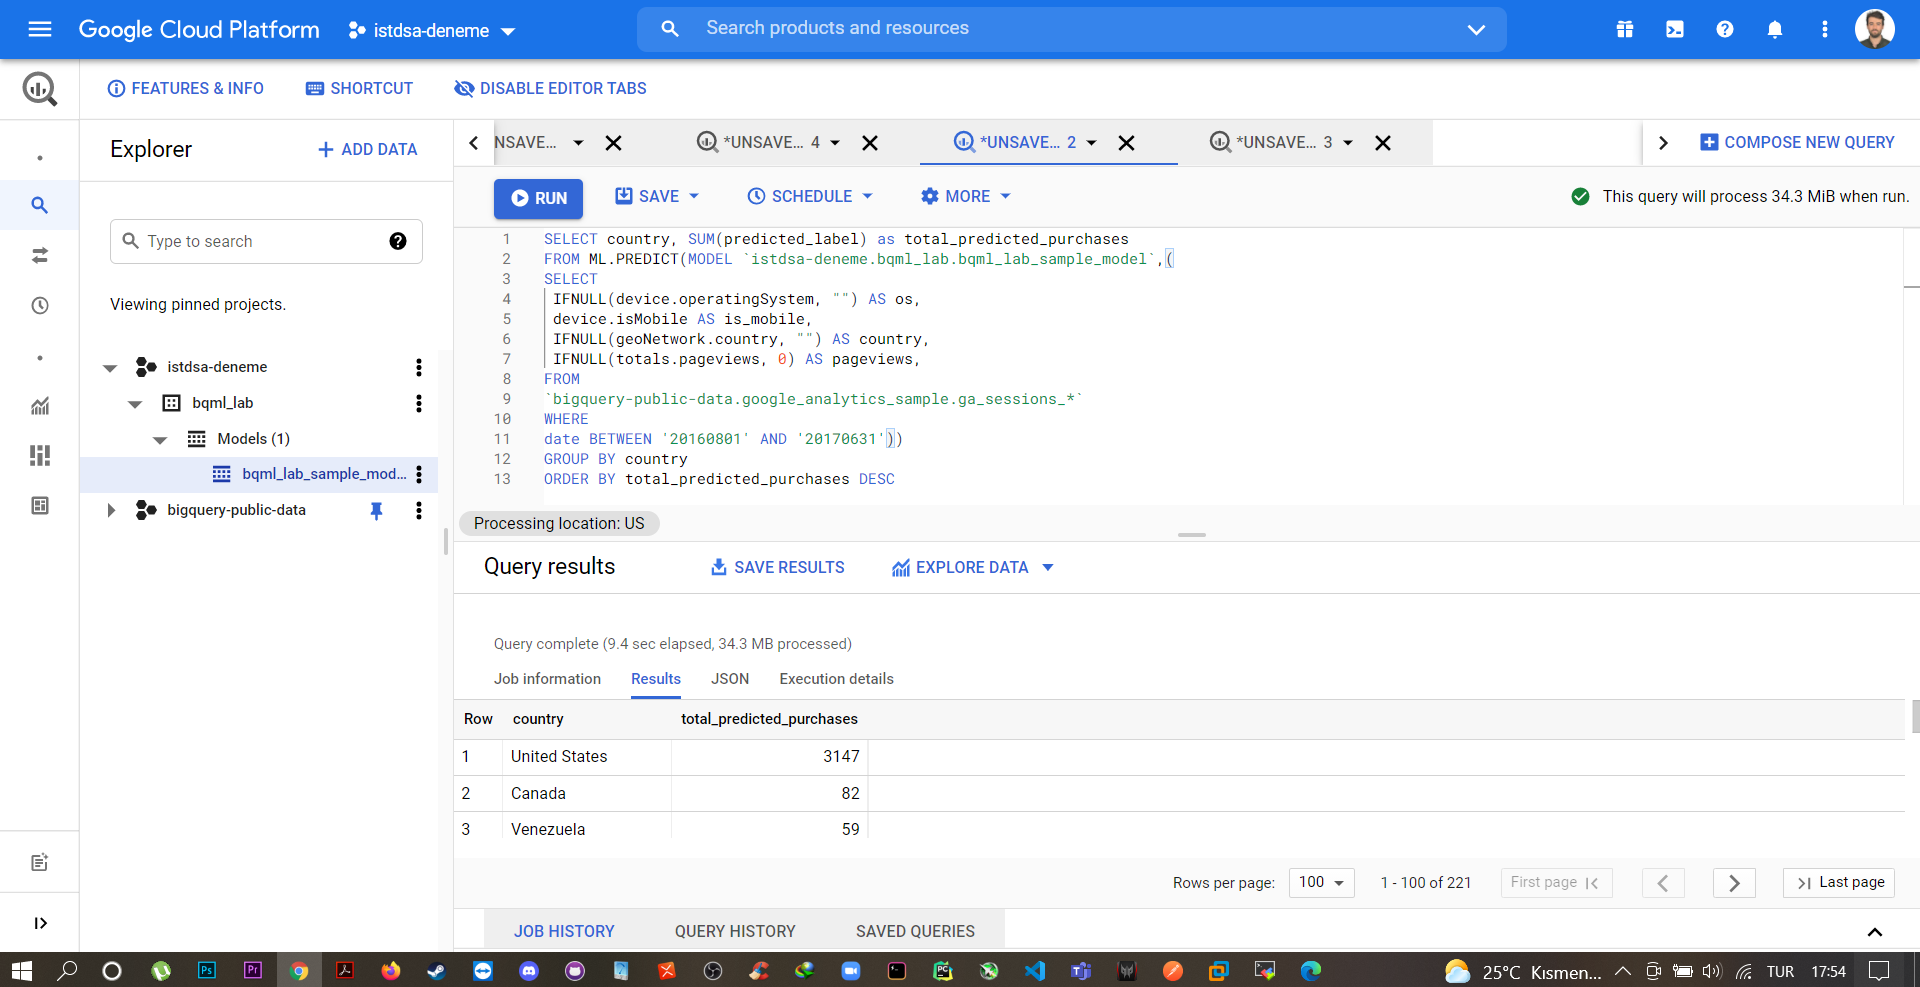 Google Cloud Platform
istdsa-deneme
Search products and resources
FEATURES & INFO
SHORTCUT
DISABLE EDITOR TABS
Explorer
ADD DATA
NSAVE...
*UNSAVE... 4
*UNSAVE... 2
*UNSAVE... 3
COMPOSE NEW QUERY
RUN
SAVE
SCHEDULE
MORE
This query will process 34.3 MiB when run.
Type to search
Viewing pinned projects.
istdsa-deneme
bqml_lab
Models (1)
bqml_lab_sample_mod...
bigquery-public-data
1 SELECT country, SUM(predicted_label) as total_predicted_purchases
2 FROM ML.PREDICT(MODEL `istdsa-deneme.bqml_lab.bqml_lab_sample_model`,(
3 SELECT
4 IFNULL(device.operatingSystem, "") AS os,
5 device.isMobile AS is_mobile,
6 IFNULL(geoNetwork.country, "") AS country,
7 IFNULL(totals.pageviews, 0) AS pageviews,
8 FROM
9 `bigquery-public-data.google_analytics_sample.ga_sessions_*`
10 WHERE
11 date BETWEEN '20160801' AND '20170631'))
12 GROUP BY country
13 ORDER BY total_predicted_purchases DESC
Processing location: US
Query results
SAVE RESULTS
EXPLORE DATA
Query complete (9.4 sec elapsed, 34.3 MB processed)
Job information
Results
JSON
Execution details
Row country total_predicted_purchases
1 United States 3147
2 Canada 82
3 Venezuela 59
Rows per page: 100 1 - 100 of 221 First page Last page
JOB HISTORY
QUERY HISTORY
SAVED QUERIES
Ps
Pr
PC
25°C Kısmen... TUR 17:54